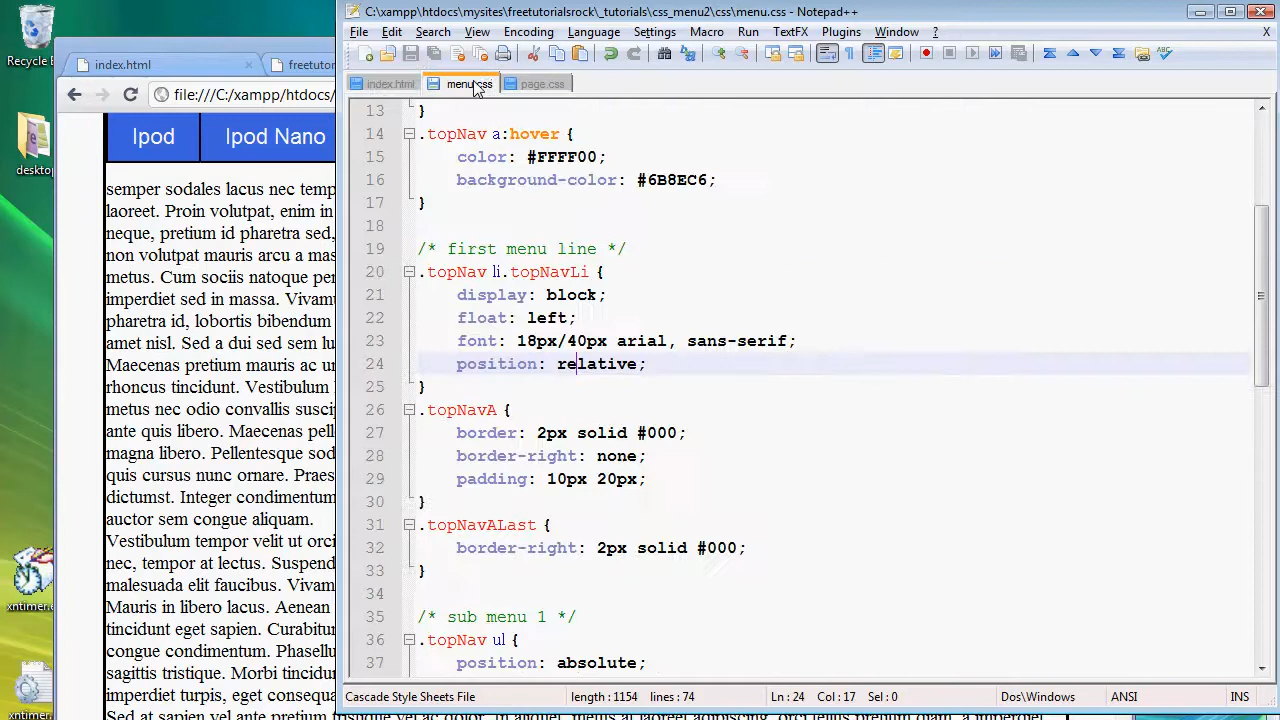 Recycle B
desktop
xntimer.e
xntimer.in
index.html
freetutor
file:///C:/xampp/htdocs/
Ipod
Ipod Nano
semper sodales lacus nec temp
laoreet. Proin volutpat, enim in
neque, pretium id pharetra sed,
non volutpat mauris arcu a mas
metus. Cum sociis natoque pe
imperdiet sed in massa. Vivam
pharetra id, lobortis bibendum
amet nisl. Sed a dui sed sem lu
Maecenas pretium mauris ac u
rhoncus tincidunt. Vestibulum
metus nec odio convallis susci
ante quis libero. Maecenas pell
magna libero. Pellentesque sod
quis cursus nunc ornare. Praes
dictumst. Integer condimentum
auctor sem congue aliquam.
Vestibulum tempor velit ut orci
nec, tempor at lectus. Suspend
malesuada elit faucibus. Vivam
Mauris in libero lacus. Aenean
tincidunt eget sapien. Curabitu
congue condimentum. Phasellu
sagittis tristique. Morbi tincidun
imperdiet turpis, eget consequa
C:\xampp\htdocs\mysites\freetutorialsrock\_tutorials\css_menu2\css\menu.css - Notepad++
File Edit Search View Encoding Language Settings Macro Run TextFX Plugins Window ? X
index.html menu.css page.css
13 }
14 .topNav a:hover {
15 color: #FFFF00;
16 background-color: #6B8EC6;
17 }
18
19 /* first menu line */
20 .topNav li.topNavLi {
21 display: block;
22 float: left;
23 font: 18px/40px arial, sans-serif;
24 position: relative;
25 }
26 .topNavA {
27 border: 2px solid #000;
28 border-right: none;
29 padding: 10px 20px;
30 }
31 .topNavALast {
32 border-right: 2px solid #000;
33 }
34
35 /* sub menu 1 */
36 .topNav ul {
37 position: absolute;
Cascade Style Sheets File length : 1154 lines : 74 Ln : 24 Col : 17 Sel : 0 Dos\Windows ANSI INS